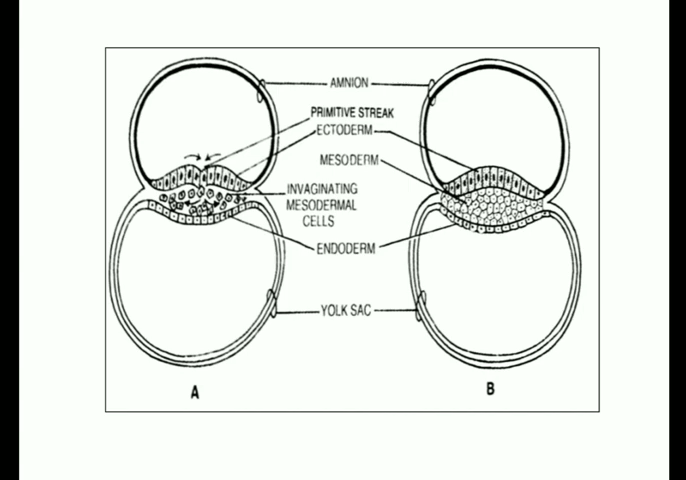 AMNION
PRIMITIVE STREAK
ECTODERM
MESODERM
INVAGINATING
MESODERMAL
CELLS
ENDODERM
YOLK SAC
A
B